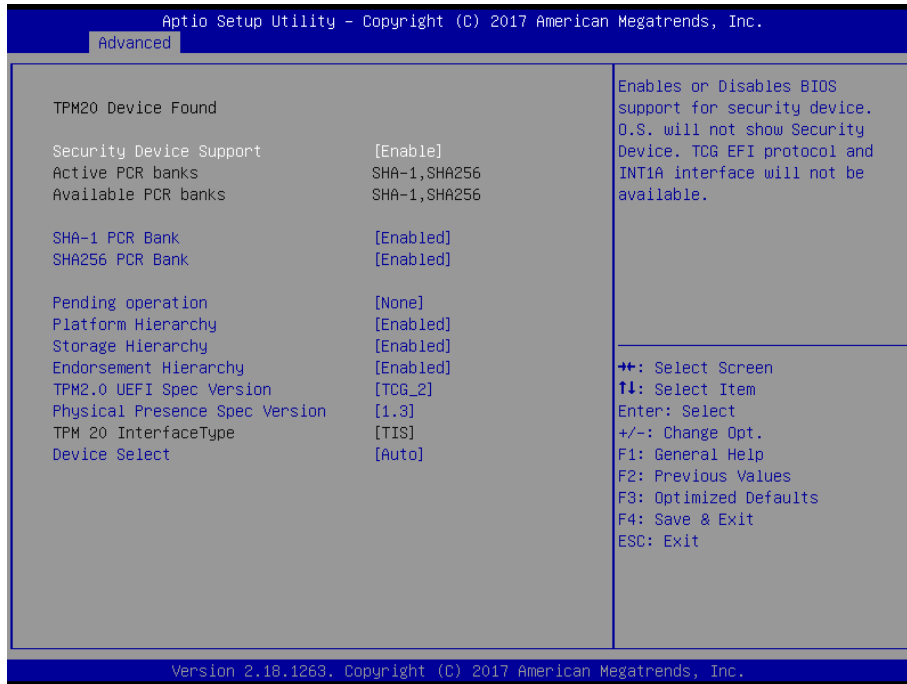 Aptio Setup Utility – Copyright (C) 2017 American Megatrends, Inc.
Advanced
TPM20 Device Found
Security Device Support [Enable]
Active PCR banks SHA-1,SHA256
Available PCR banks SHA-1,SHA256
SHA-1 PCR Bank [Enabled]
SHA256 PCR Bank [Enabled]
Pending operation [None]
Platform Hierarchy [Enabled]
Storage Hierarchy [Enabled]
Endorsement Hierarchy [Enabled]
TPM2.0 UEFI Spec Version [TCG_2]
Physical Presence Spec Version [1.3]
TPM 20 InterfaceType [TIS]
Device Select [Auto]
Enables or Disables BIOS
support for security device.
O.S. will not show Security
Device. TCG EFI protocol and
INT1A interface will not be
available.
→←: Select Screen
↑↓: Select Item
Enter: Select
+/-: Change Opt.
F1: General Help
F2: Previous Values
F3: Optimized Defaults
F4: Save & Exit
ESC: Exit
Version 2.18.1263. Copyright (C) 2017 American Megatrends, Inc.